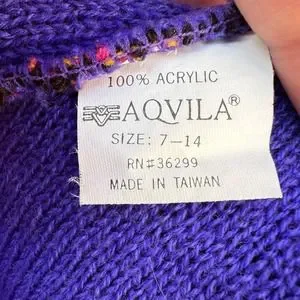 100% ACRYLIC
AQVILA®
SIZE: 7–14
RN#36299
MADE IN TAIWAN